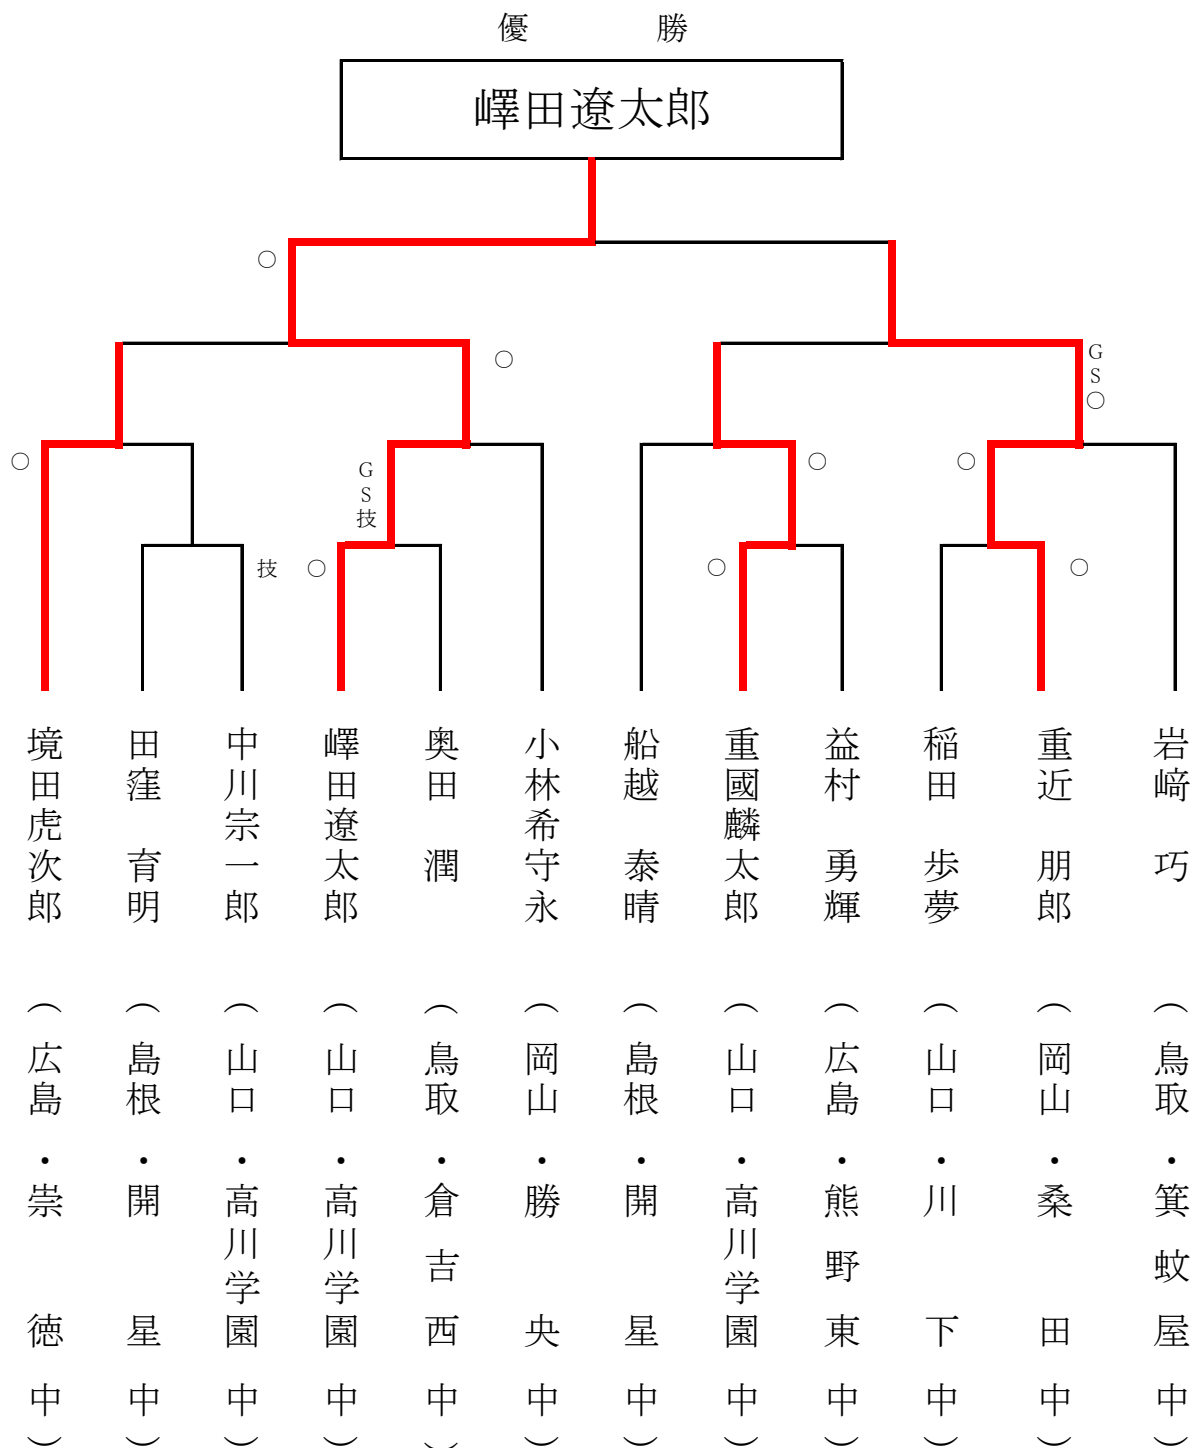 優 勝
嶧田遼太郎
○
○
GS○
○
GS技
○
○
技
○
○
○
境田虎次郎（広島・崇徳中）
田窪 育明（島根・開星中）
中川宗一郎（山口・高川学園中）
嶧田遼太郎（山口・高川学園中）
奥田 潤（鳥取・倉吉西中）
小林希守永（岡山・勝央中）
船越 泰晴（島根・開星中）
重國麟太郎（山口・高川学園中）
益村 勇輝（広島・熊野東中）
稲田 歩夢（山口・川下中）
重近 朋郎（岡山・桑田中）
岩﨑 巧（鳥取・箕蚊屋中）